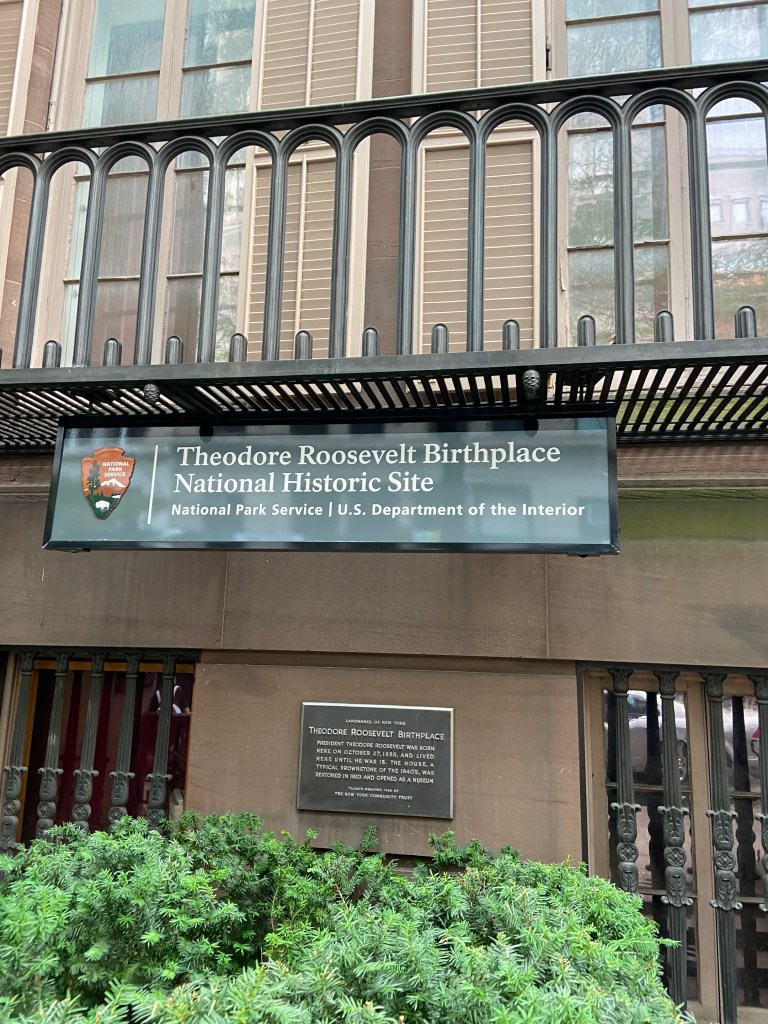 NATIONAL
PARK
SERVICE
Theodore Roosevelt Birthplace
National Historic Site
National Park Service | U.S. Department of the Interior
LANDMARKS OF NEW YORK
THEODORE ROOSEVELT BIRTHPLACE
PRESIDENT THEODORE ROOSEVELT WAS BORN
HERE ON OCTOBER 27, 1858, AND LIVED
HERE UNTIL HE WAS 15. THE HOUSE, A
TYPICAL BROWNSTONE OF THE 1840'S, WAS
RESTORED IN 1923 AND OPENED AS A MUSEUM
PLAQUE ERECTED BY
THE NEW YORK COMMUNITY TRUST